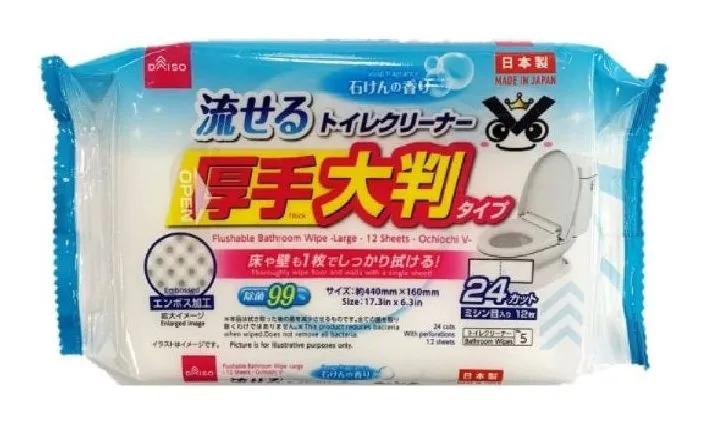 DAISO
soap fragrance
石けんの香り
日本製
MADE IN JAPAN
流せるトイレクリーナー
OPEN
厚手大判タイプ
Thick
Flushable Bathroom Wipe -Large - 12 Sheets - Ochiochi V-
床や壁も1枚でしっかり拭ける!
Thoroughly wipe floor and walls with a single sheet!
Embossed
エンボス加工
拡大イメージ
Enlarged image
イラストはイメージです。
除菌99%
サイズ:約440mm×160mm
Size: 17.3in x 6.3in
※This product reduces bacteria
when wiped.Does not remove all bacteria.
Picture is for illustrative purposes only.
24カット
ミシン目入り 12枚
24 cuts
With perforations
12 sheets
トイレクリーナー
Bathroom Wipes
5
DAISO
Flushable Bathroom Wipe -Large
- 12 Sheets - Ochiochi V-
石けんの香り
日本製
流せる